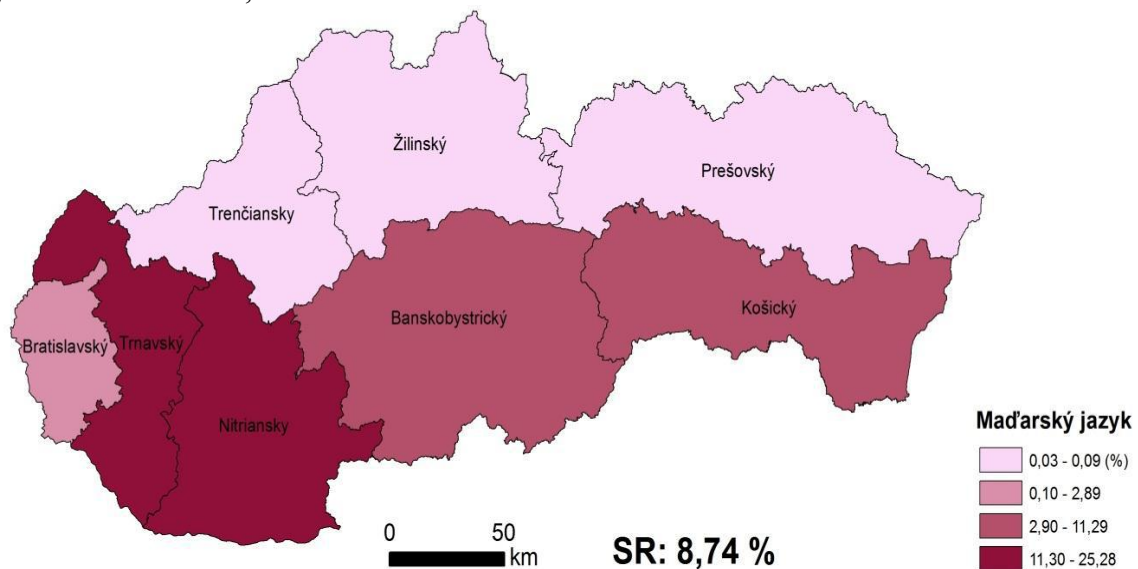 Žilinský
Prešovský
Trenčiansky
Košický
Banskobystrický
Bratislavský
Trnavský
Nitriansky
Maďarský jazyk
0,03 - 0,09 (%)
0,10 - 2,89
2,90 - 11,29
11,30 - 25,28
0 50
km
SR: 8,74 %